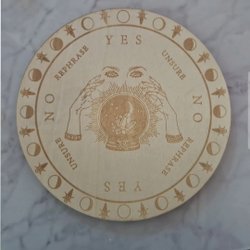 YES
UNSURE
NO
REPHRASE
YES
UNSURE
NO
REPHRASE